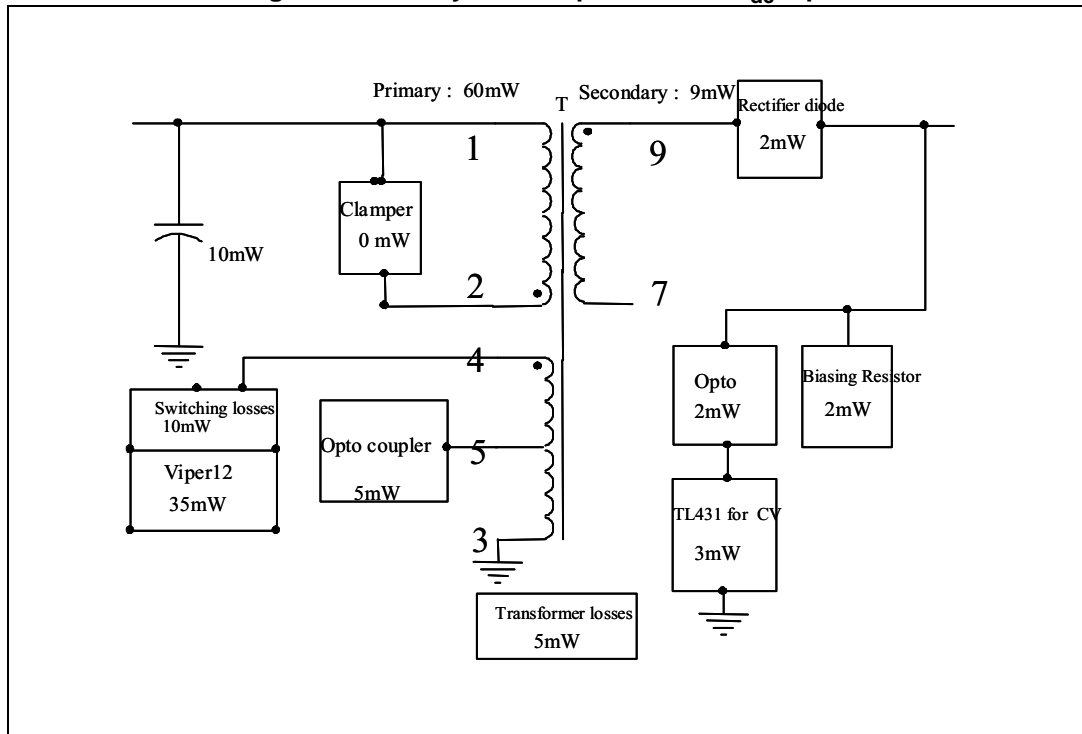 Primary : 60mW
T
Secondary : 9mW
Rectifier diode
2mW
1
9
Clamper
0 mW
10mW
2
7
4
Switching losses
10mW
Opto coupler
5mW
5
Viper12
35mW
Opto
2mW
Biasing Resistor
2mW
TL431 for CV
3mW
3
Transformer losses
5mW